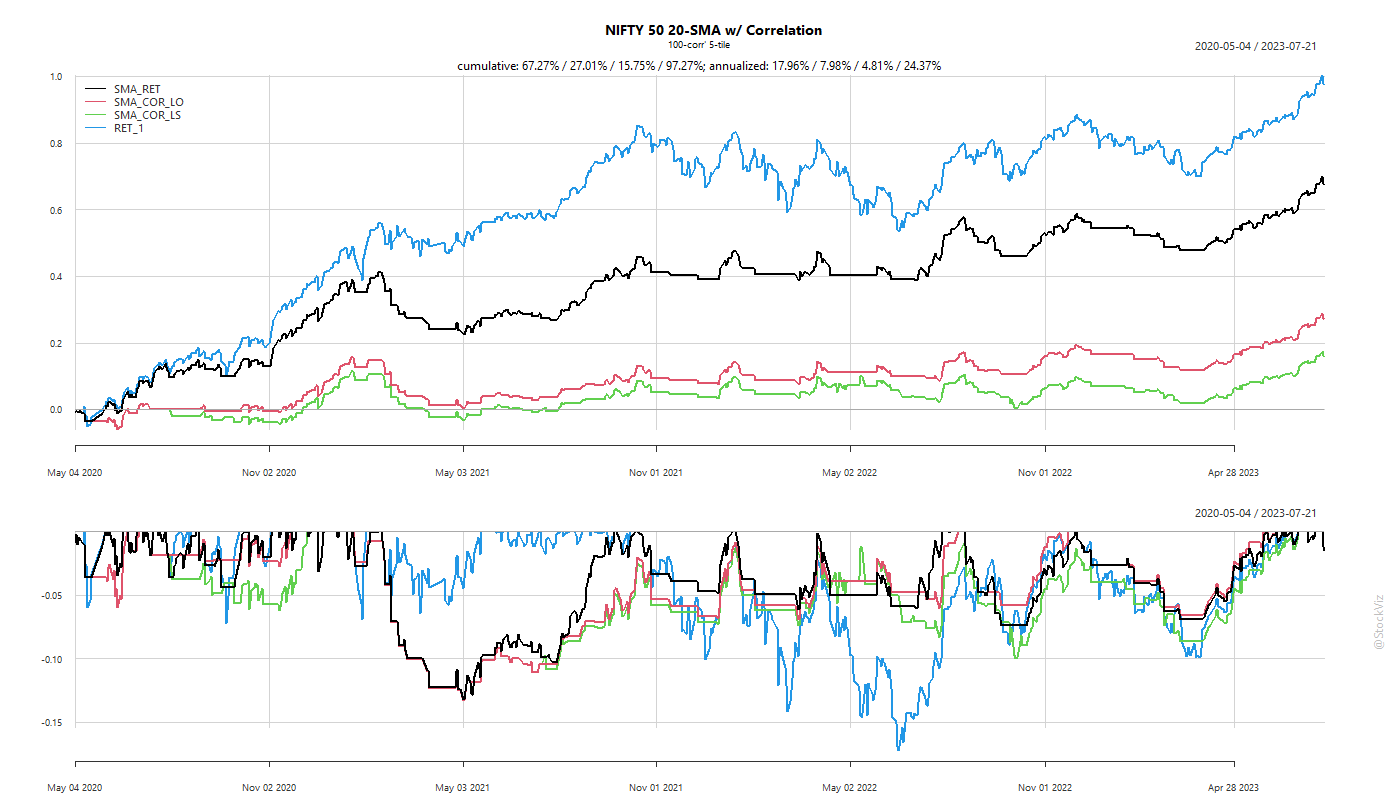 NIFTY 50 20-SMA w/ Correlation
100-corr' 5-tile
2020-05-04 / 2023-07-21
cumulative: 67.27% / 27.01% / 15.75% / 97.27%; annualized: 17.96% / 7.98% / 4.81% / 24.37%
1.0
SMA_RET
SMA_COR_LO
SMA_COR_LS
RET_1
0.8
0.6
0.4
0.2
0.0
May 04 2020 Nov 02 2020 May 03 2021 Nov 01 2021 May 02 2022 Nov 01 2022 Apr 28 2023
2020-05-04 / 2023-07-21
-0.05
-0.10
-0.15
@StockViz
May 04 2020 Nov 02 2020 May 03 2021 Nov 01 2021 May 02 2022 Nov 01 2022 Apr 28 2023